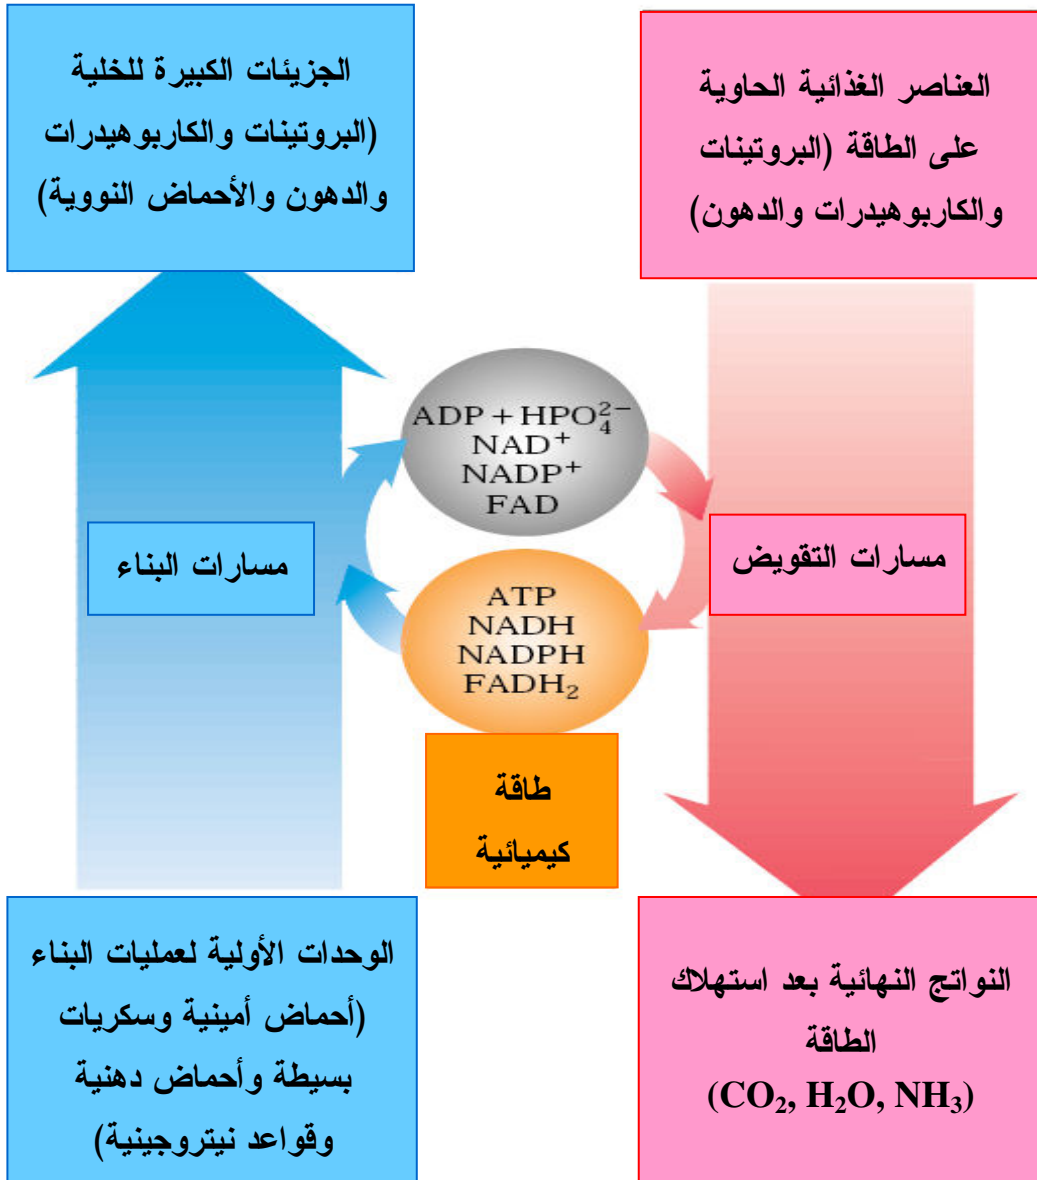 العناصر الغذائية الحاوية
على الطاقة (البروتينات
والكاربوهيدرات والدهون)
الجزيئات الكبيرة للخلية
(البروتينات والكاربوهيدرات
والدهون والأحماض النووية)
ADP + HPO₄²⁻
NAD⁺
NADP⁺
FAD
مسارات التقويض
مسارات البناء
ATP
NADH
NADPH
FADH₂
طاقة
كيميائية
النواتج النهائية بعد استهلاك
الطاقة
(CO₂, H₂O, NH₃)
الوحدات الأولية لعمليات البناء
(أحماض أمينية وسكريات
بسيطة وأحماض دهنية
وقواعد نيتروجينية)